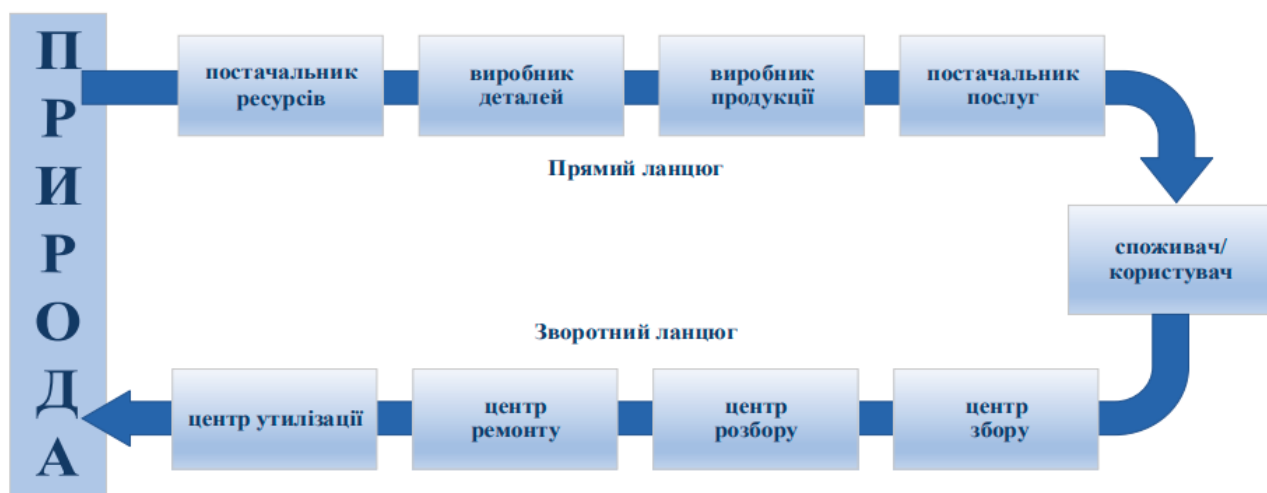 ПРИРОДА
постачальник
ресурсів
виробник
деталей
виробник
продукції
постачальник
послуг
Прямий ланцюг
споживач/
користувач
Зворотний ланцюг
центр утилізації
центр
ремонту
центр
розбору
центр
збору